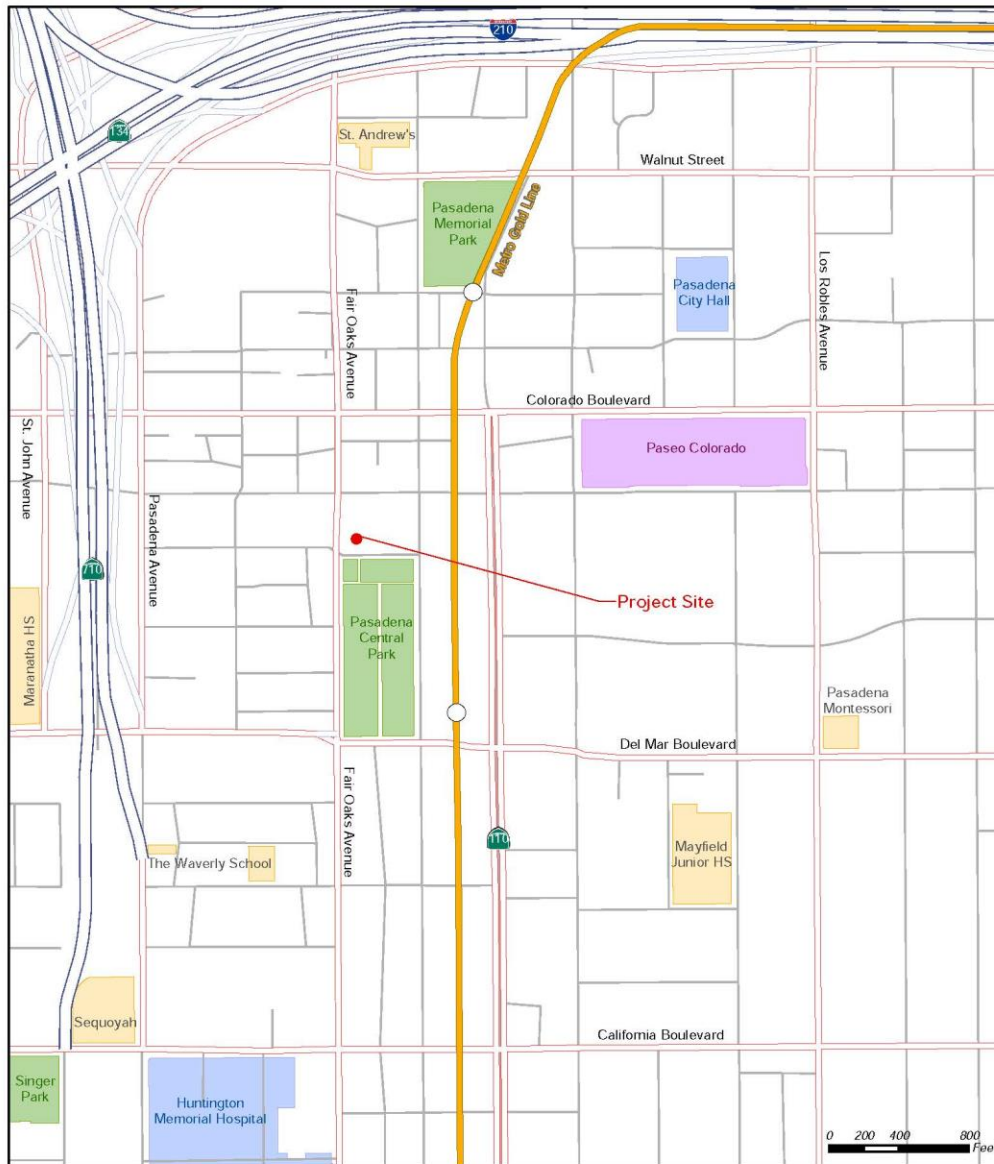 210
134
St. Andrew's
Walnut Street
Pasadena
Memorial
Park
Metro Gold Line
Pasadena
City Hall
Los Robles Avenue
Fair Oaks Avenue
Colorado Boulevard
St. John Avenue
Pasadena Avenue
Paseo Colorado
710
Project Site
Maranatha HS
Pasadena
Central
Park
Pasadena
Montessori
Del Mar Boulevard
Fair Oaks Avenue
110
The Waverly School
Mayfield
Junior HS
Sequoyah
California Boulevard
Singer
Park
Huntington
Memorial Hospital
0 200 400 800
Fee